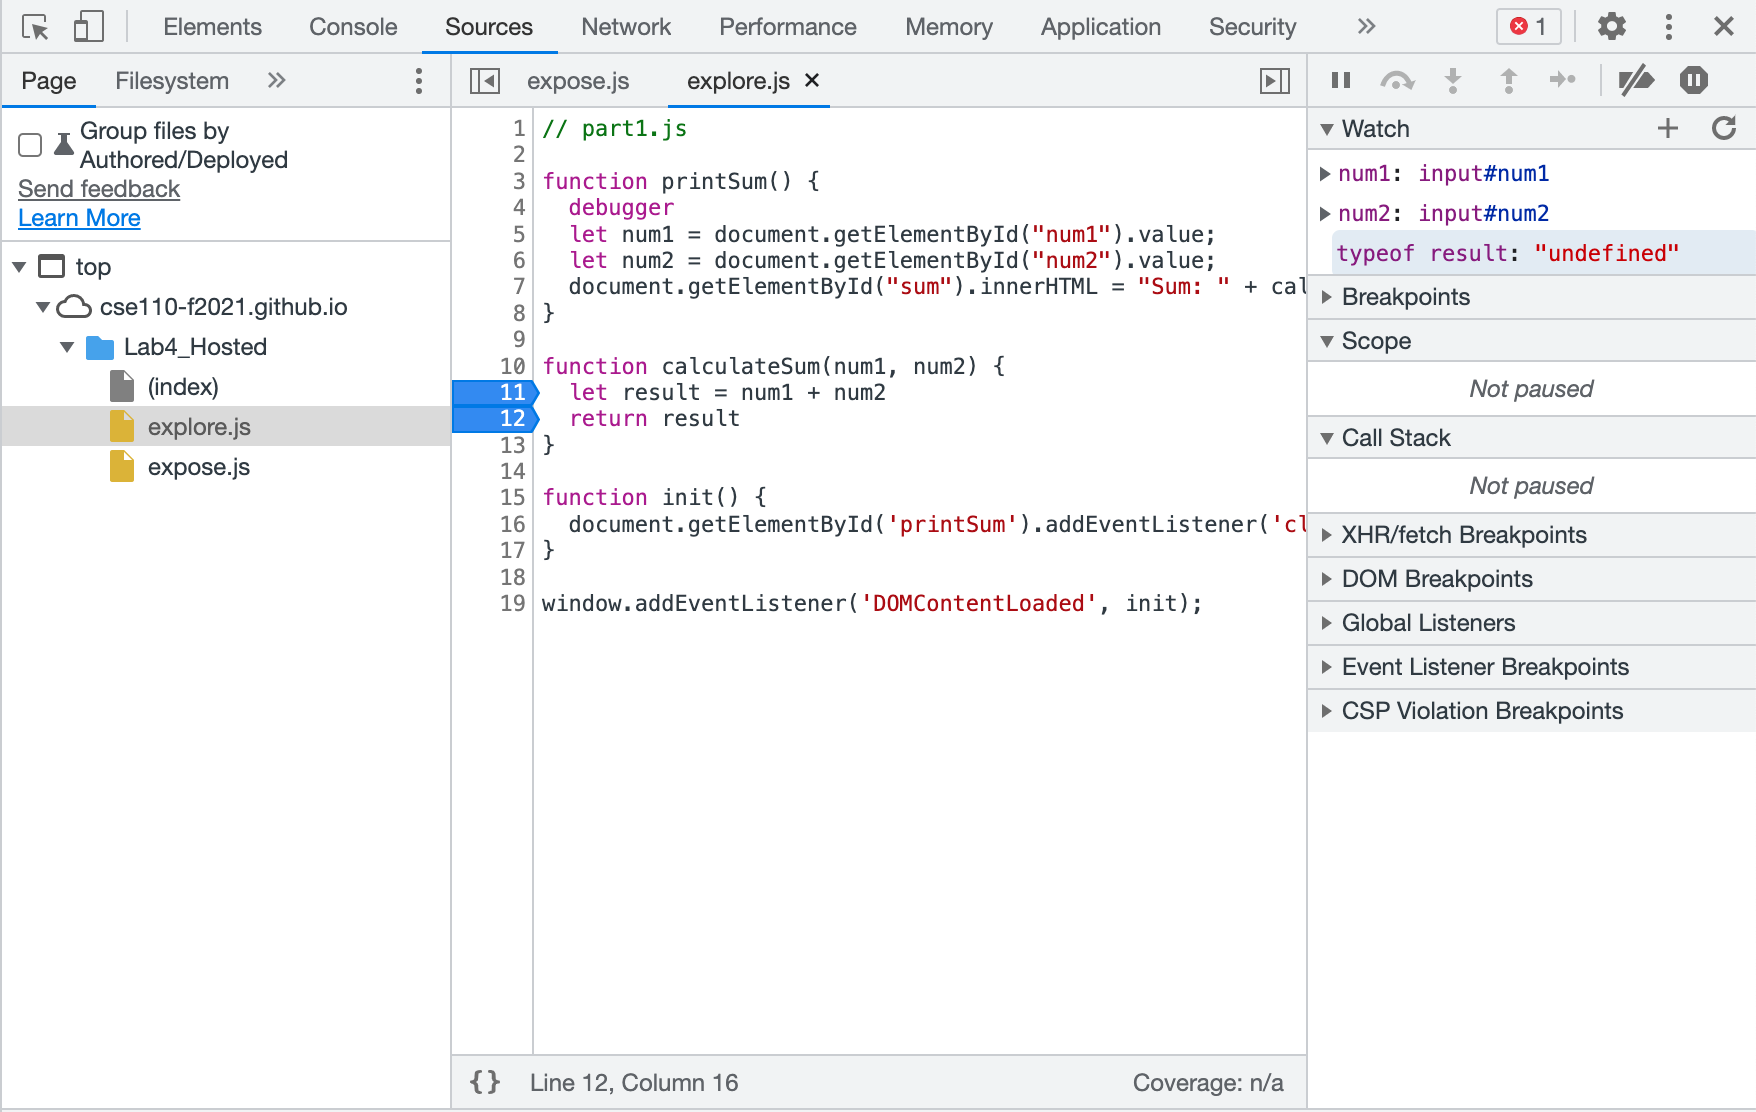 Elements Console Sources Network Performance Memory Application Security 1
Page Filesystem
Group files by
Authored/Deployed
Send feedback
Learn More
top
cse110-f2021.github.io
Lab4_Hosted
(index)
explore.js
expose.js
expose.js explore.js
1 // part1.js
2
3 function printSum() {
4   debugger
5   let num1 = document.getElementById("num1").value;
6   let num2 = document.getElementById("num2").value;
7   document.getElementById("sum").innerHTML = "Sum: " + cal
8 }
9
10 function calculateSum(num1, num2) {
11   let result = num1 + num2
12   return result
13 }
14
15 function init() {
16   document.getElementById('printSum').addEventListener('cl
17 }
18
19 window.addEventListener('DOMContentLoaded', init);
{} Line 12, Column 16 Coverage: n/a
Watch
num1: input#num1
num2: input#num2
typeof result: "undefined"
Breakpoints
Scope
Not paused
Call Stack
Not paused
XHR/fetch Breakpoints
DOM Breakpoints
Global Listeners
Event Listener Breakpoints
CSP Violation Breakpoints